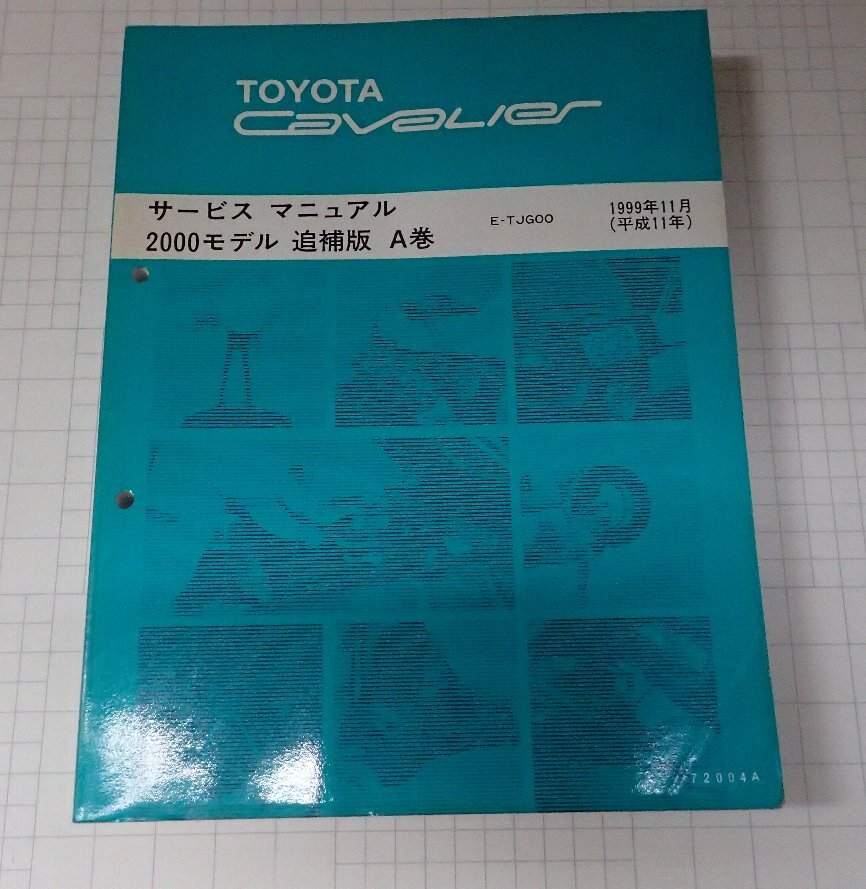 TOYOTA
Cavalier
サービス マニュアル
2000モデル 追補版 A巻
E-TJG00
1999年11月
(平成11年)
72004A